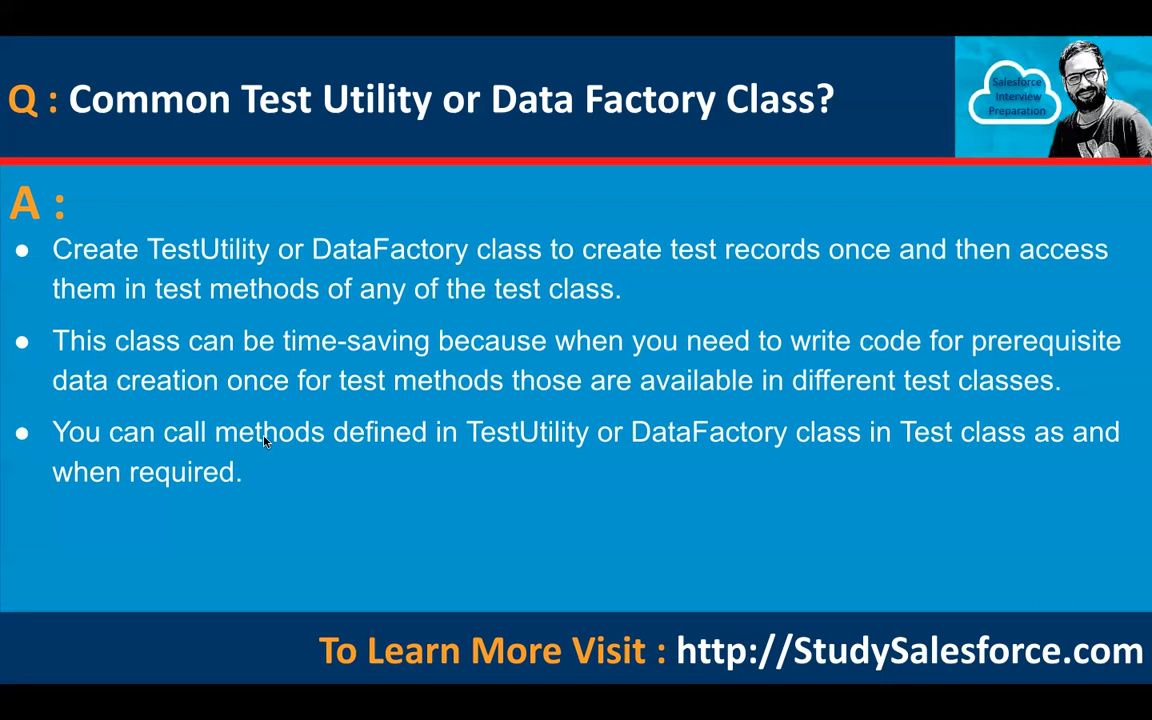 Q : Common Test Utility or Data Factory Class?
Salesforce
Interview
Preparation
A :
● Create TestUtility or DataFactory class to create test records once and then access
them in test methods of any of the test class.
● This class can be time-saving because when you need to write code for prerequisite
data creation once for test methods those are available in different test classes.
● You can call methods defined in TestUtility or DataFactory class in Test class as and
when required.
To Learn More Visit : http://StudySalesforce.com